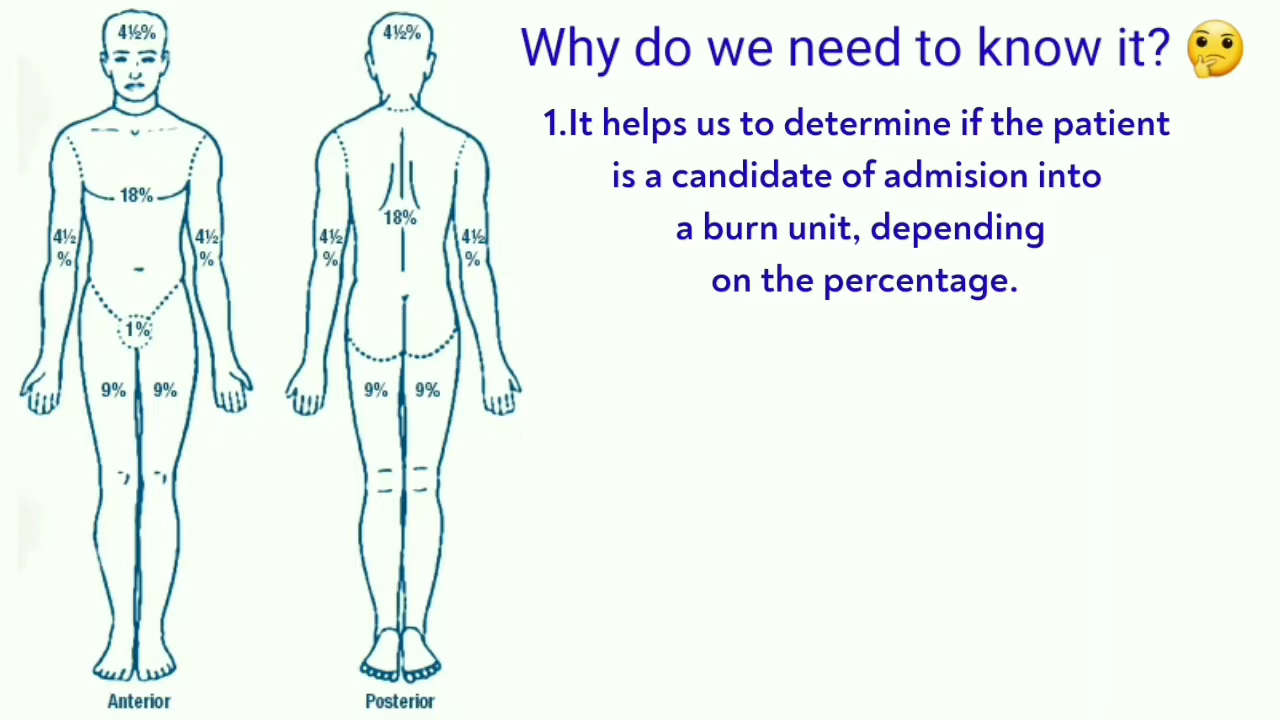 Why do we need to know it? 🤔
1.It helps us to determine if the patient
is a candidate of admision into
a burn unit, depending
on the percentage.
4½%
18%
4½
%
4½
%
1%
9%
9%
Anterior
4½%
18%
4½
%
4½
%
9%
9%
Posterior